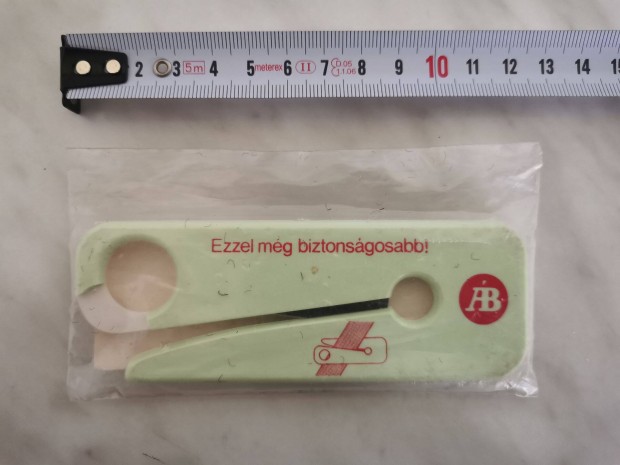 2 3 5m 4 5 meterex 6 II 7 8 9 10 11 12 13 14 15
Ezzel még biztonságosabb!
ÁB